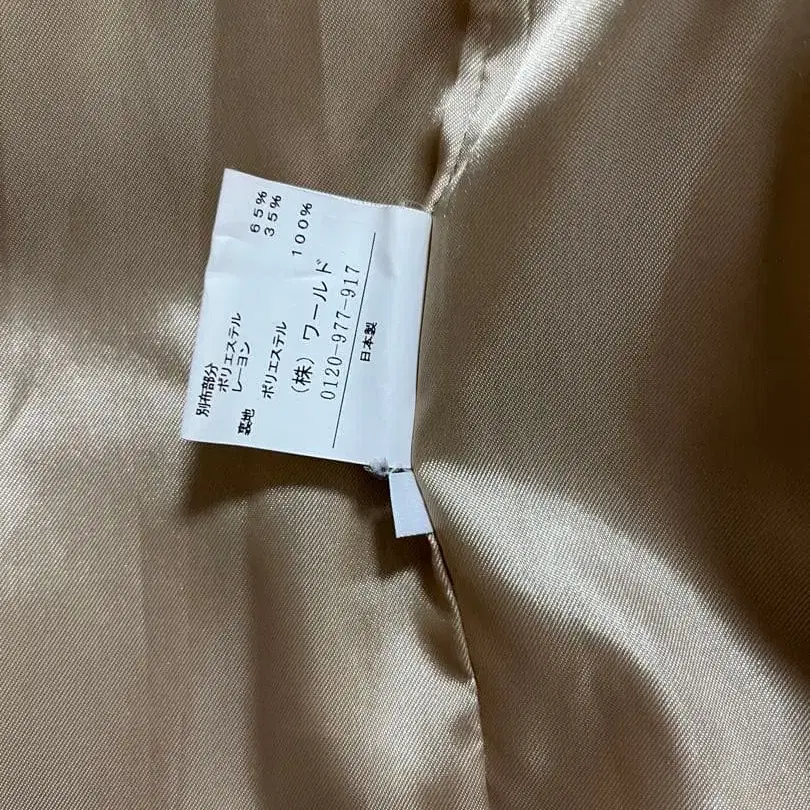 別布部分
ポリエステル 65%
レーヨン 35%
裏地
ポリエステル 100%
(株) ワールド
0120-977-917
日本製